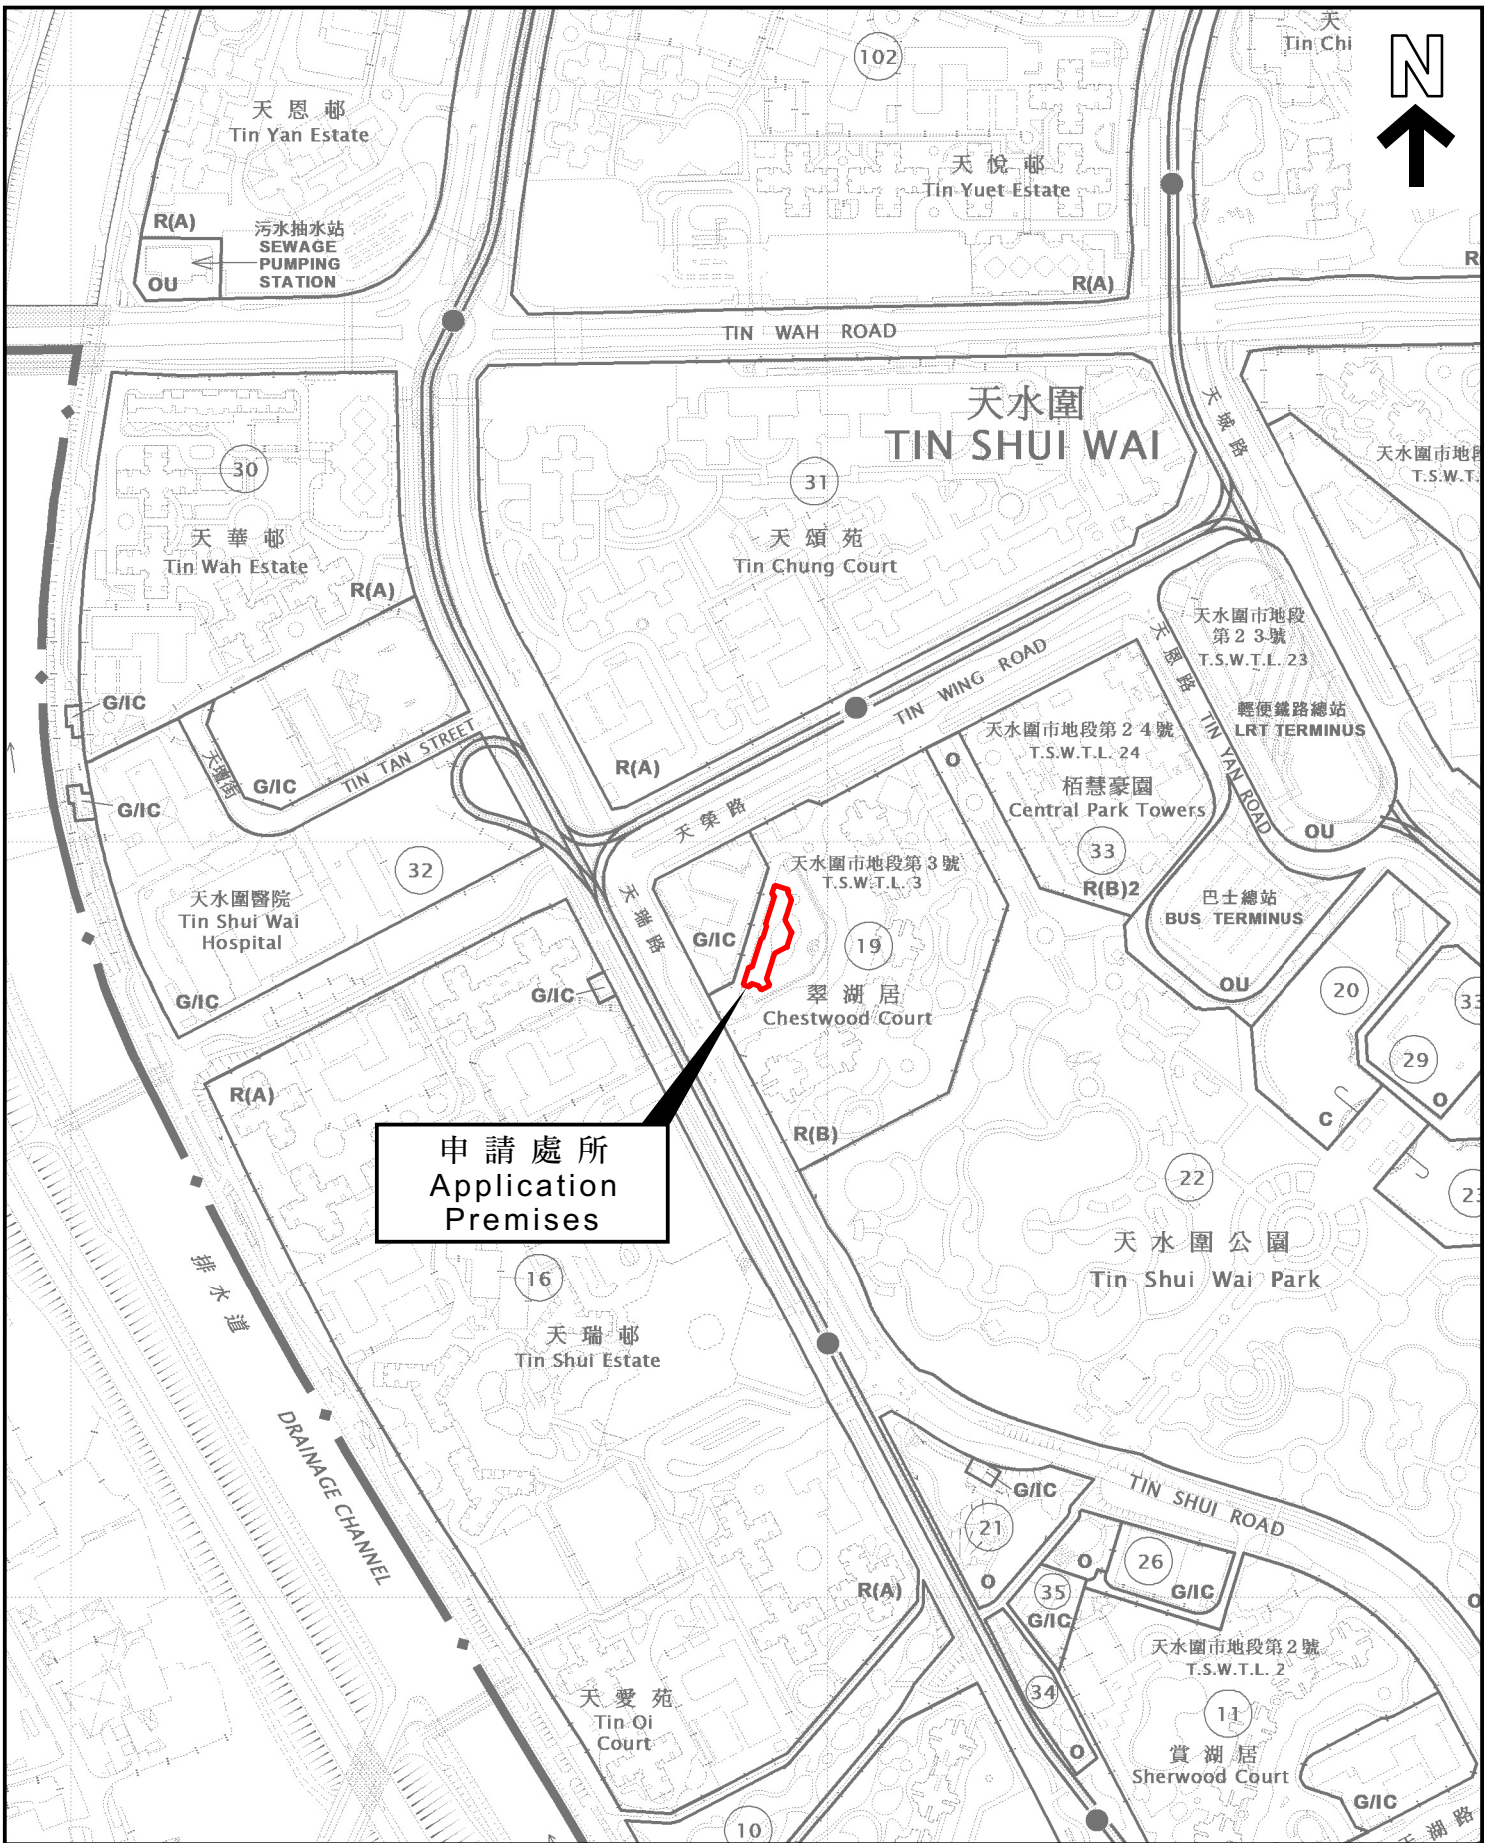 102
天
Tin Chi
N
天恩邨
Tin Yan Estate
天悅邨
Tin Yuet Estate
R(A)
污水抽水站
SEWAGE
PUMPING
STATION
OU
R(A)
R
TIN WAH ROAD
天水圍
TIN SHUI WAI
天城路
天水圍市地段
T.S.W.T.
30
31
天華邨
Tin Wah Estate
天頌苑
Tin Chung Court
R(A)
天水圍市地段
第23號
T.S.W.T.L. 23
天恩路
TIN YAN ROAD
輕便鐵路總站
LRT TERMINUS
OU
TIN WING ROAD
天榮路
G/IC
G/IC
天壇街
TIN TAN STREET
G/IC
R(A)
O
天水圍市地段第24號
T.S.W.T.L. 24
栢慧豪園
Central Park Towers
33
R(B)2
天水圍市地段第3號
T.S.W.T.L. 3
32
天水圍醫院
Tin Shui Wai
Hospital
G/IC
天瑞路
G/IC
19
翠湖居
Chestwood Court
巴士總站
BUS TERMINUS
OU
G/IC
20
33
29
O
C
R(A)
R(B)
申請處所
Application
Premises
22
23
天水圍公園
Tin Shui Wai Park
排水道
DRAINAGE CHANNEL
16
天瑞邨
Tin Shui Estate
G/IC
TIN SHUI ROAD
21
O
26
G/IC
O
35
G/IC
R(A)
O
天水圍市地段第2號
T.S.W.T.L. 2
34
11
O
賞湖居
Sherwood Court
天愛苑
Tin Oi
Court
G/IC
10
天湖路